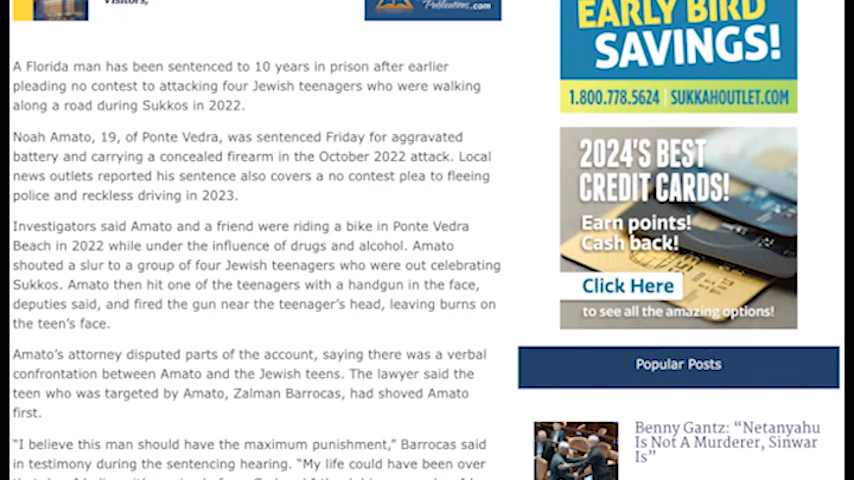 Visitors,
Publications.com
A Florida man has been sentenced to 10 years in prison after earlier
pleading no contest to attacking four Jewish teenagers who were walking
along a road during Sukkos in 2022.
Noah Amato, 19, of Ponte Vedra, was sentenced Friday for aggravated
battery and carrying a concealed firearm in the October 2022 attack. Local
news outlets reported his sentence also covers a no contest plea to fleeing
police and reckless driving in 2023.
Investigators said Amato and a friend were riding a bike in Ponte Vedra
Beach in 2022 while under the influence of drugs and alcohol. Amato
shouted a slur to a group of four Jewish teenagers who were out celebrating
Sukkos. Amato then hit one of the teenagers with a handgun in the face,
deputies said, and fired the gun near the teenager’s head, leaving burns on
the teen’s face.
Amato’s attorney disputed parts of the account, saying there was a verbal
confrontation between Amato and the Jewish teens. The lawyer said the
teen who was targeted by Amato, Zalman Barrocas, had shoved Amato
first.
“I believe this man should have the maximum punishment,” Barrocas said
in testimony during the sentencing hearing. “My life could have been over
EARLY BIRD
SAVINGS!
1.800.778.5624 | SUKKAHOUTLET.COM
2024'S BEST
CREDIT CARDS!
Earn points!
Cash back!
Click Here
to see all the amazing options!
Popular Posts
Benny Gantz: “Netanyahu
Is Not A Murderer, Sinwar
Is”